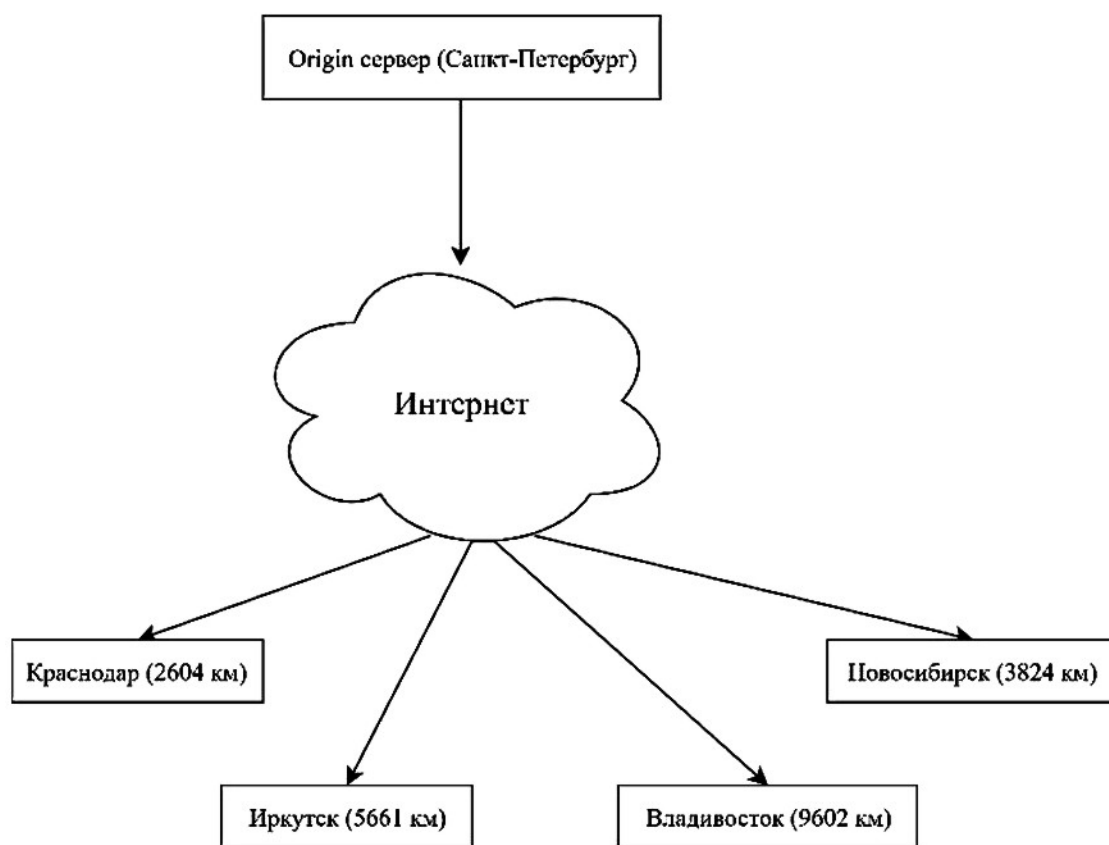 Origin сервер (Санкт-Петербург)
Интернет
Краснодар (2604 км)
Новосибирск (3824 км)
Иркутск (5661 км)
Владивосток (9602 км)